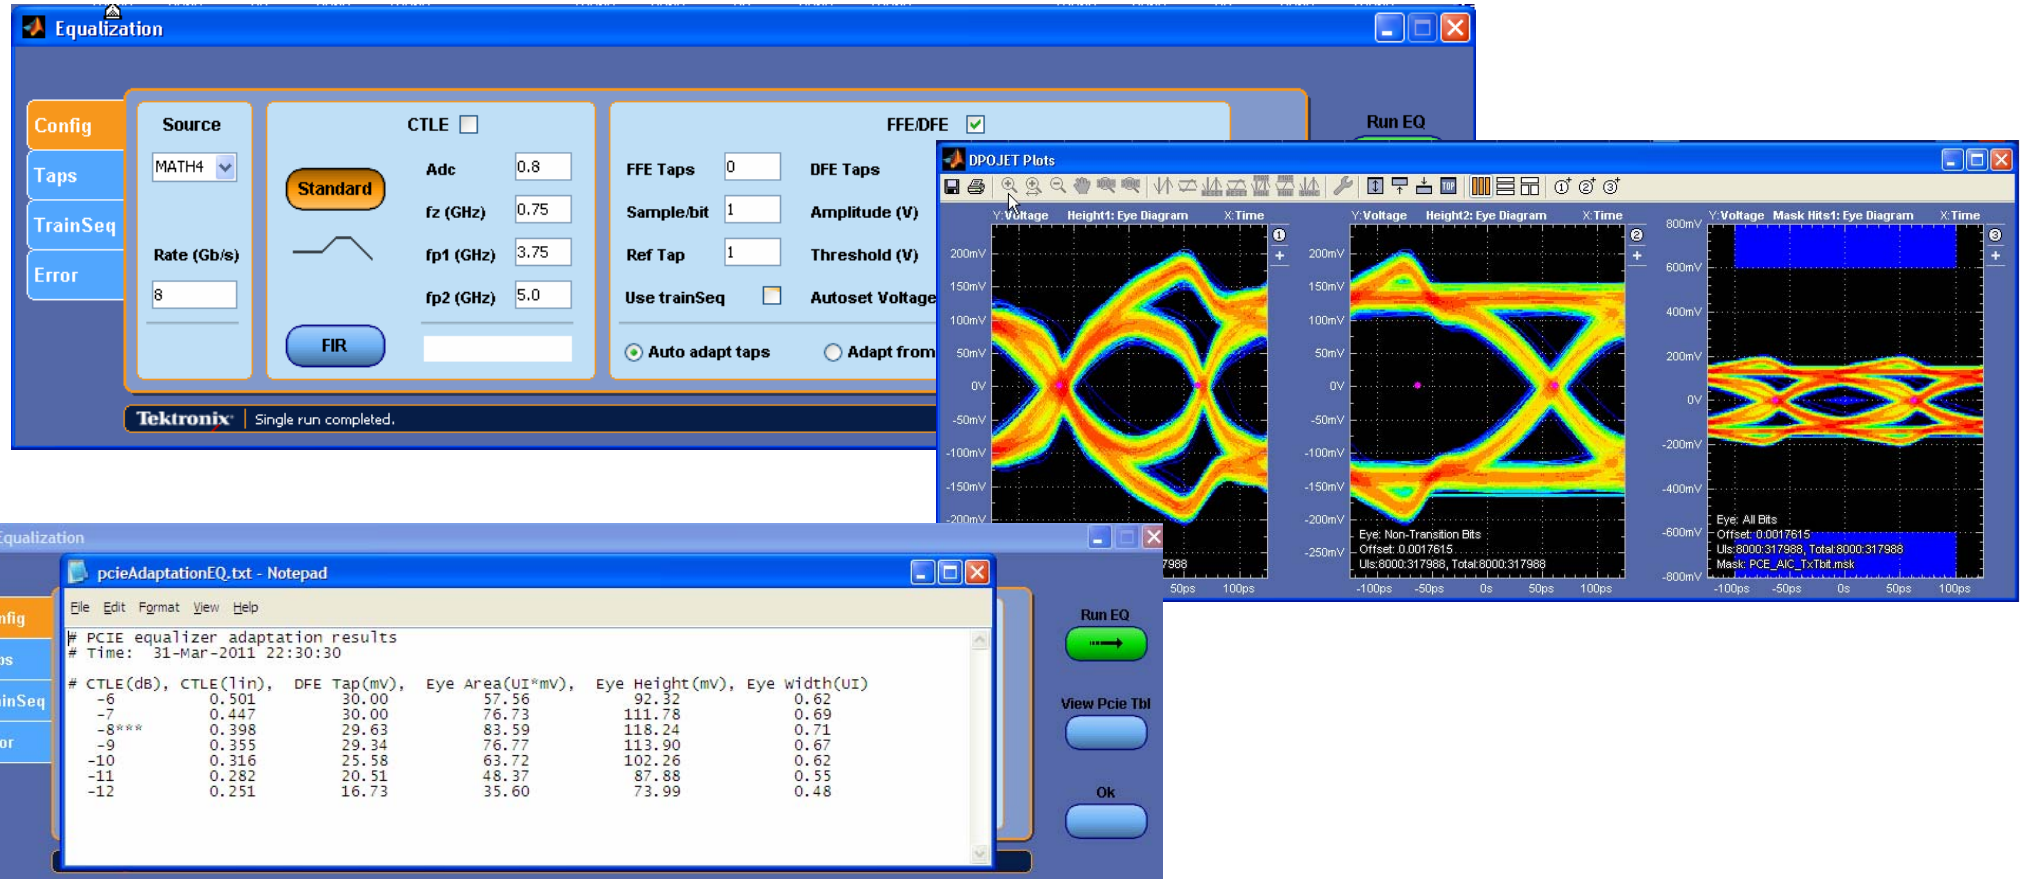 Equalization
Config
Taps
TrainSeq
Error
Source
MATH4
Rate (Gb/s)
8
CTLE
Standard
FIR
Adc 0.8
fz (GHz) 0.75
fp1 (GHz) 3.75
fp2 (GHz) 5.0
FFE/DFE
FFE Taps 0 DFE Taps
Sample/bit 1 Amplitude (V)
Ref Tap 1 Threshold (V)
Use trainSeq Autoset Voltage
Auto adapt taps Adapt from
Run EQ
Tektronix Single run completed.
DPOJET Plots
TOP
Y:Voltage Height1: Eye Diagram X:Time
1
200mV
150mV
100mV
50mV
0V
-50mV
-100mV
-150mV
-200mV
7988
50ps 100ps
Y:Voltage Height2: Eye Diagram X:Time
2
200mV
150mV
100mV
50mV
0V
-50mV
-100mV
-150mV
-200mV
-250mV
Eye: Non-Transition Bits
Offset: 0.0017615
UIs:8000:317988, Total:8000:317988
-100ps -50ps 0s 50ps 100ps
Y:Voltage Mask Hits1: Eye Diagram X:Time
3
800mV
600mV
400mV
200mV
0V
-200mV
-400mV
-600mV
-800mV
Eye: All Bits
Offset: 0.0017615
UIs:8000:317988, Total:8000:317988
Mask: PCE_AIC_TxTbit.msk
-100ps -50ps 0s 50ps 100ps
Equalization
nfig
ps
inSeq
or
pcieAdaptationEQ.txt - Notepad
File Edit Format View Help
# PCIE equalizer adaptation results
# Time: 31-Mar-2011 22:30:30
# CTLE(dB), CTLE(lin), DFE Tap(mV), Eye Area(UI*mV), Eye Height(mV), Eye Width(UI)
-6 0.501 30.00 57.56 92.32 0.62
-7 0.447 30.00 76.73 111.78 0.69
-8*** 0.398 29.63 83.59 118.24 0.71
-9 0.355 29.34 76.77 113.90 0.67
-10 0.316 25.58 63.72 102.26 0.62
-11 0.282 20.51 48.37 87.88 0.55
-12 0.251 16.73 35.60 73.99 0.48
Run EQ
View Pcie Tbl
Ok